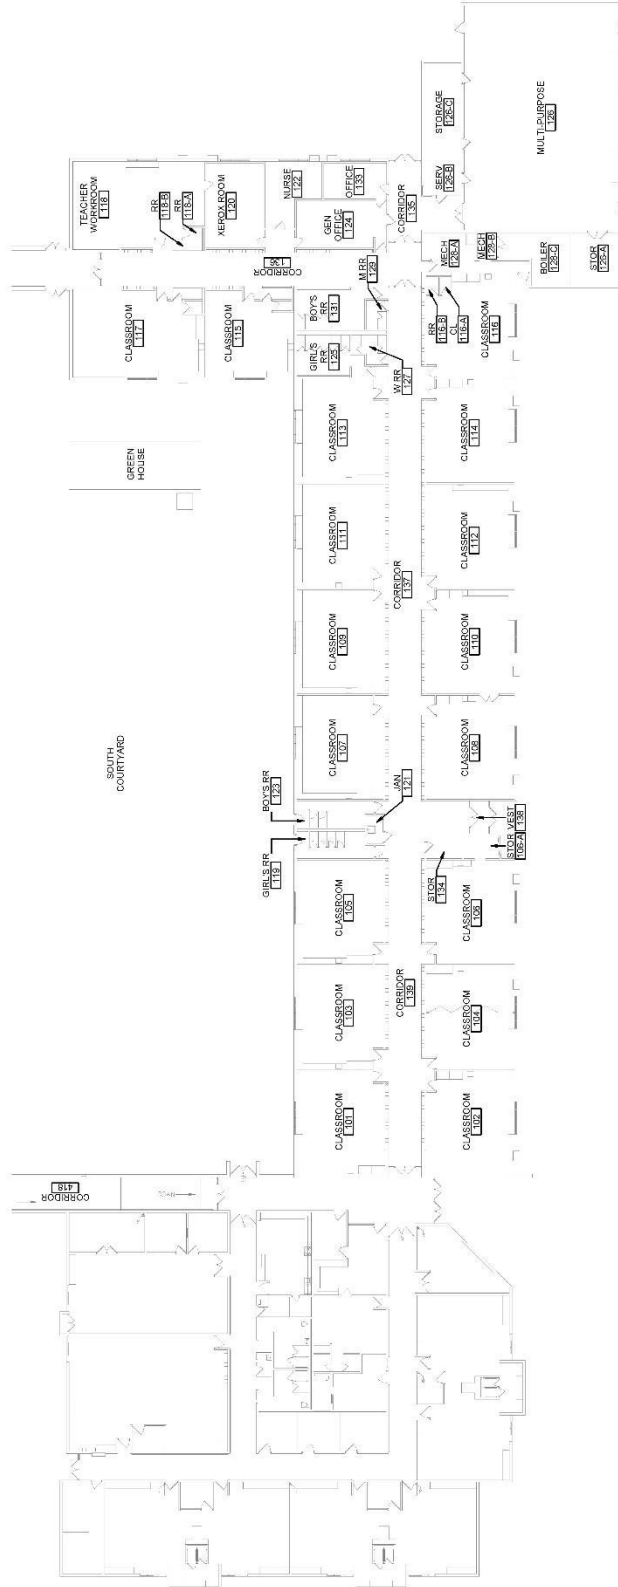 TEACHER
WORKROOM
118
RR
118-B
RR
118-A
XEROX ROOM
120
NURSE
122
OFFICE
133
GEN
OFFICE
124
CORRIDOR
135
STORAGE
126-C
SERV
126-B
MULTI-PURPOSE
126
CORRIDOR
136
MECH
128-A
MECH
128-B
BOILER
128-C
STOR
126-A
CLASSROOM
117
CLASSROOM
115
BOY'S
RR
131
M RR
129
GIRL'S
RR
125
W RR
127
RR
116-B
CL
116-A
CLASSROOM
116
GREEN
HOUSE
CLASSROOM
113
CLASSROOM
114
CLASSROOM
111
CLASSROOM
112
CORRIDOR
137
CLASSROOM
109
CLASSROOM
110
SOUTH
COURTYARD
CLASSROOM
107
CLASSROOM
108
BOY'S RR
123
JAN
121
GIRL'S RR
119
VEST
138
STOR
106-A
STOR
134
CLASSROOM
105
CLASSROOM
106
CORRIDOR
139
CLASSROOM
103
CLASSROOM
104
CLASSROOM
101
CLASSROOM
102
CORRIDOR
418